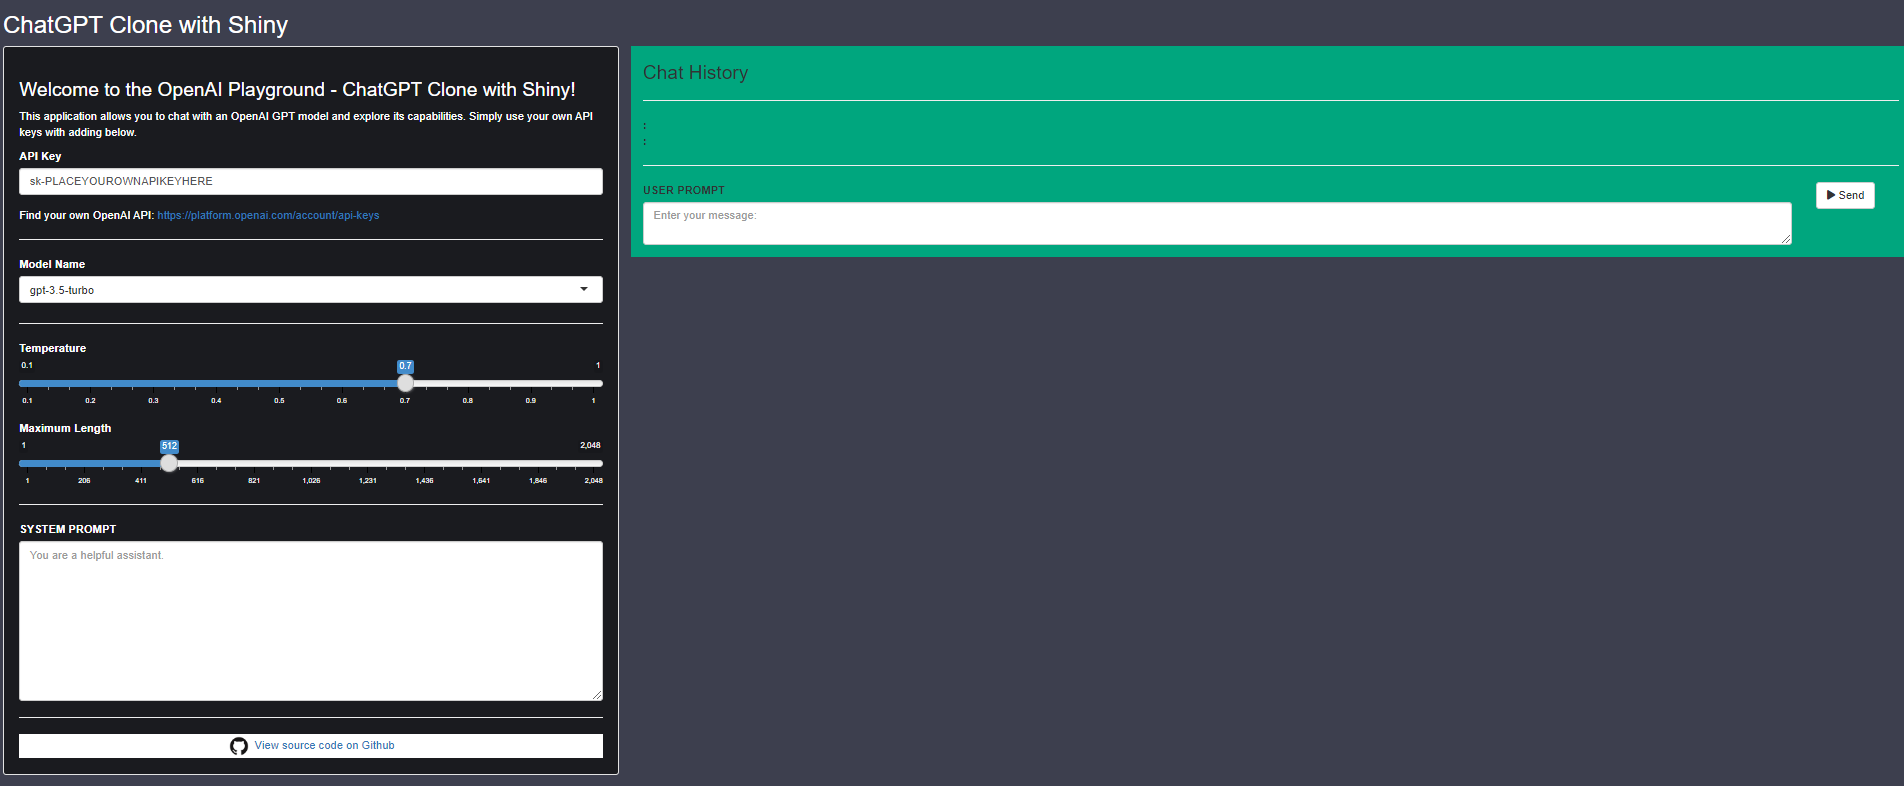 ChatGPT Clone with Shiny
Welcome to the OpenAI Playground - ChatGPT Clone with Shiny!
This application allows you to chat with an OpenAI GPT model and explore its capabilities. Simply use your own API
keys with adding below.
API Key
sk-PLACEYOUROWNAPIKEYHERE
Find your own OpenAI API: https://platform.openai.com/account/api-keys
Model Name
gpt-3.5-turbo
Temperature
0.1 0.7 1
0.1 0.2 0.3 0.4 0.5 0.6 0.7 0.8 0.9 1
Maximum Length
1 512 2,048
1 206 411 616 821 1,026 1,231 1,436 1,641 1,846 2,048
SYSTEM PROMPT
You are a helpful assistant.
View source code on Github
Chat History
:
:
USER PROMPT
Enter your message:
Send